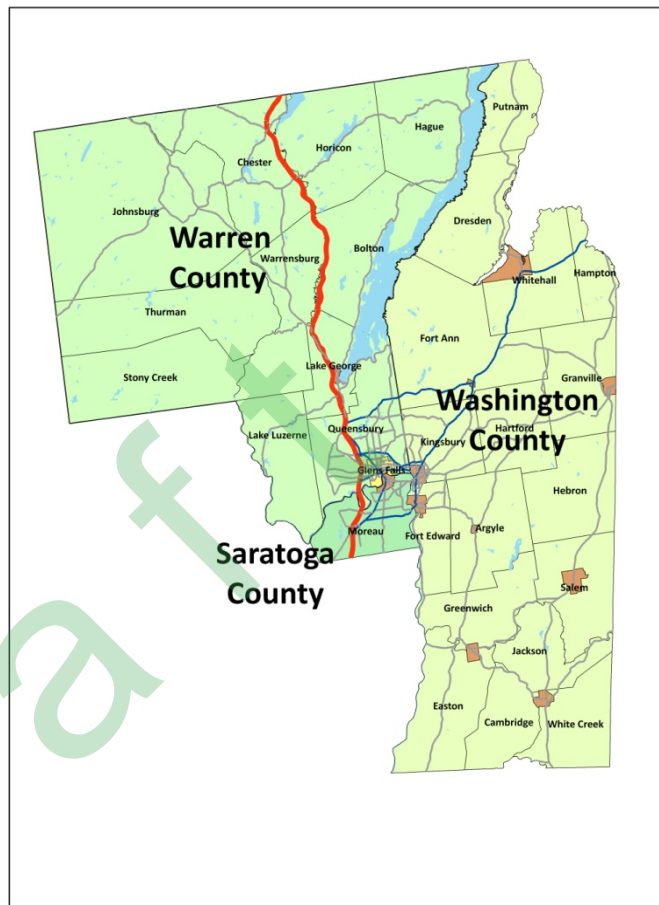 Putnam
Hague
Horicon
Chester
Dresden
Johnsburg
Warren
County
Bolton
Warrensburg
Hampton
Whitehall
Thurman
Fort Ann
Lake George
Stony Creek
Granville
Washington
County
Queensbury
Hartford
Lake Luzerne
Kingsbury
Glens Falls
Hebron
Moreau
Fort Edward
Argyle
Saratoga
County
Salem
Greenwich
Jackson
Easton
Cambridge
White Creek
aft